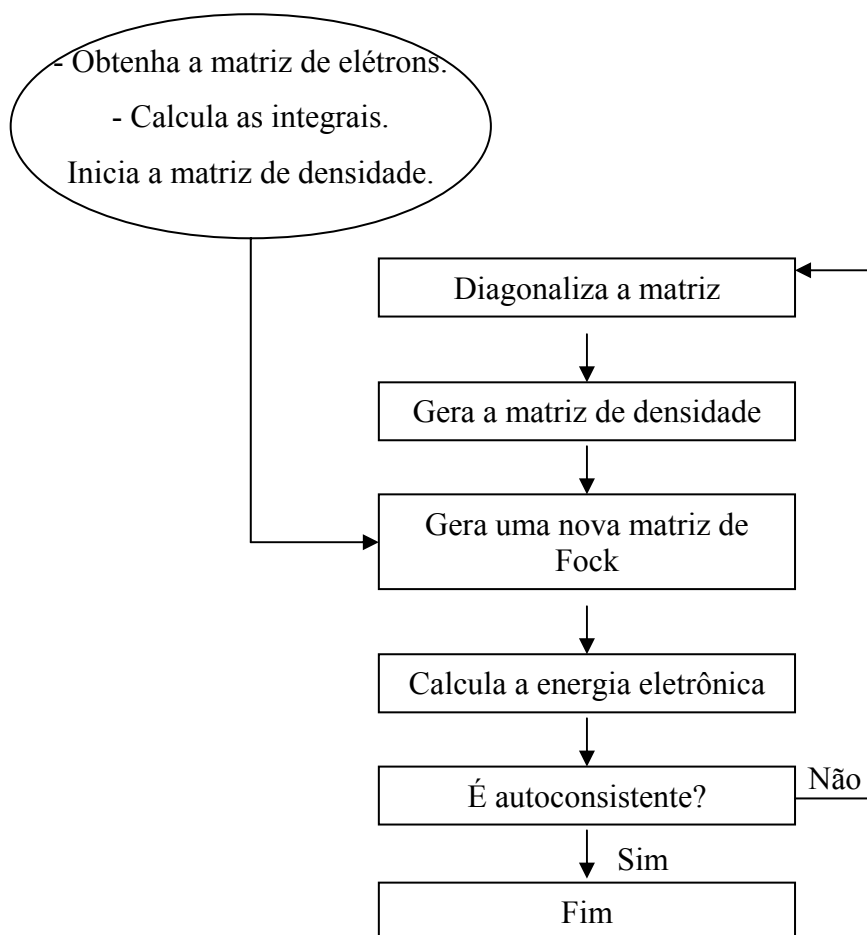 - Obtenha a matriz de elétrons.
- Calcula as integrais.
Inicia a matriz de densidade.
Diagonaliza a matriz
Gera a matriz de densidade
Gera uma nova matriz de
Fock
Calcula a energia eletrônica
É autoconsistente?
Não
Sim
Fim